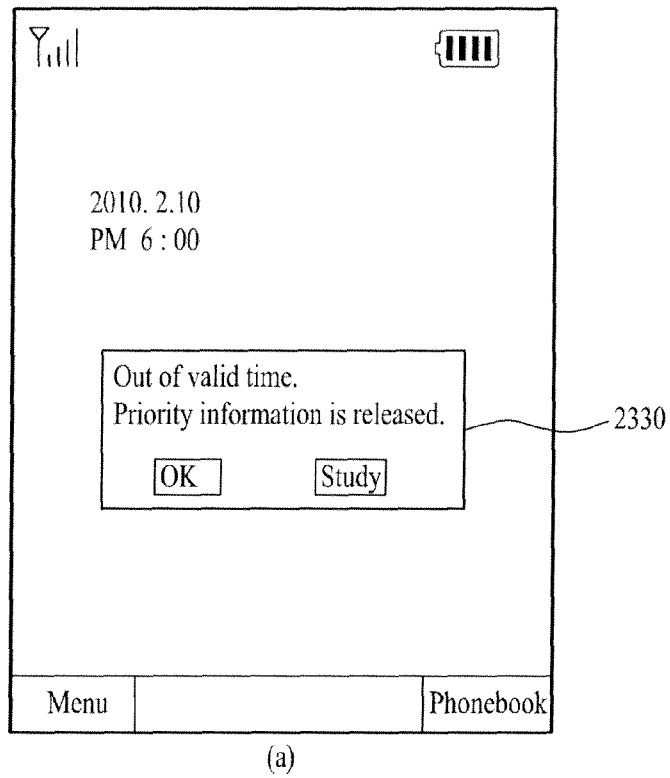 2010. 2.10
PM 6 : 00
Out of valid time.
Priority information is released.
2330
OK Study
Menu Phonebook
(a)